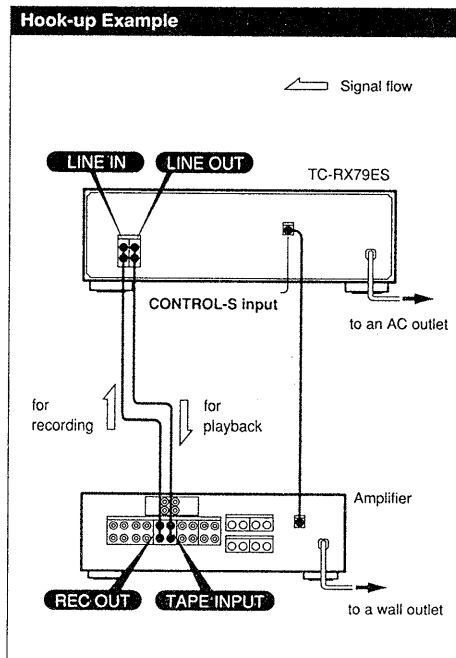 Hook-up Example
Signal flow
LINE IN LINE OUT
TC-RX79ES
CONTROL-S input
to an AC outlet
for
recording
for
playback
Amplifier
REC OUT TAPE INPUT
to a wall outlet